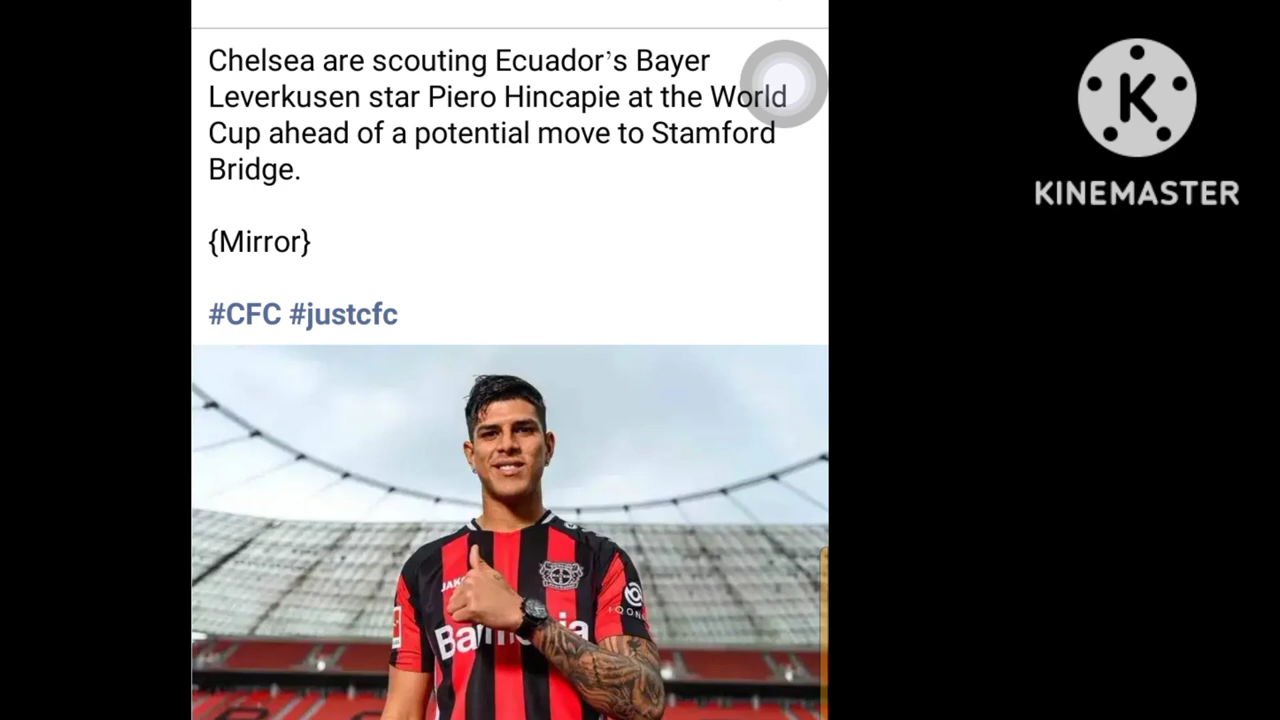 Chelsea are scouting Ecuador’s Bayer
Leverkusen star Piero Hincapie at the World
Cup ahead of a potential move to Stamford
Bridge.
{Mirror}
#CFC #justcfc
K
KINEMASTER